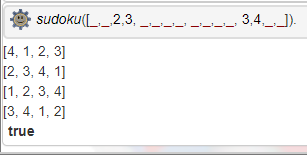 sudoku([_,_,2,3, _,_,_,_, _,_,_,_, 3,4,_,_]).
[4, 1, 2, 3]
[2, 3, 4, 1]
[1, 2, 3, 4]
[3, 4, 1, 2]
true